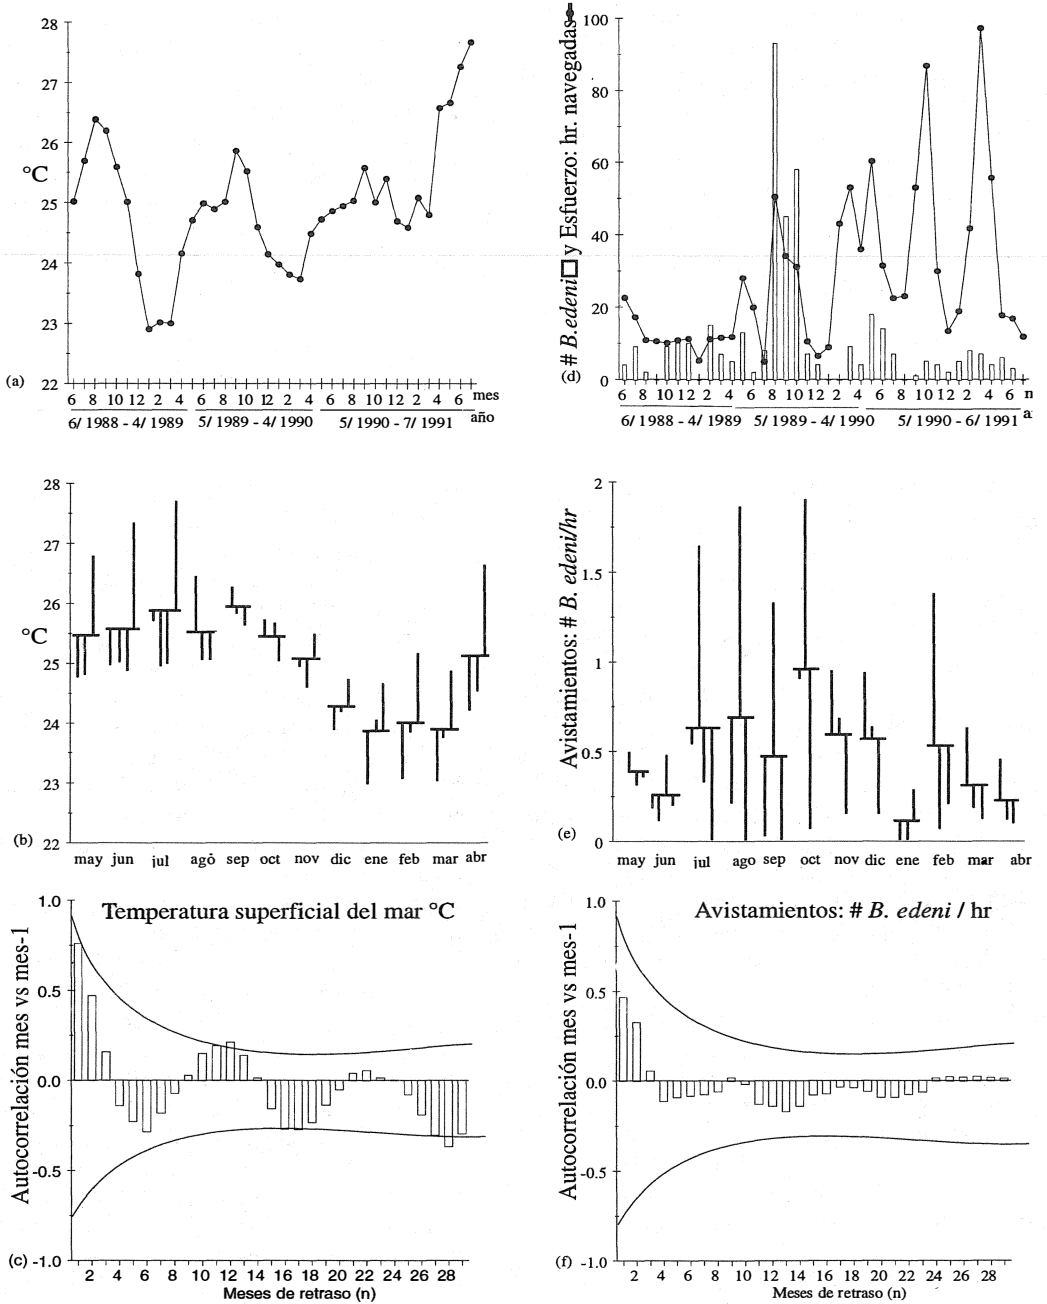 28
27
26
°C
25
24
23
(a)
22
6 8 10 12 2 4 6 8 10 12 2 4 6 8 10 12 2 4 6 mes
6/ 1988 - 4/ 1989 5/ 1989 - 4/ 1990 5/ 1990 - 7/ 1991 año
# B.edeni y Esfuerzo: hr. navegadas
100
80
60
40
20
(d)
0
6 8 10 12 2 4 6 8 10 12 2 4 6 8 10 12 2 4 6
6/ 1988 - 4/ 1989 5/ 1989 - 4/ 1990 5/ 1990 - 6/ 1991 a
28
27
26
°C
25
24
23
(b)
22
may jun jul ago sep oct nov dic ene feb mar abr
Avistamientos: # B. edeni/hr
2
1.5
1
0.5
(e)
0
may jun jul ago sep oct nov dic ene feb mar abr
Temperatura superficial del mar °C
Autocorrelación mes vs mes-1
1.0
0.5
0.0
-0.5
(c) -1.0
2 4 6 8 10 12 14 16 18 20 22 24 26 28
Meses de retraso (n)
Avistamientos: # B. edeni / hr
Autocorrelación mes vs mes-1
1.0
0.5
0.0
-0.5
(f) -1.0
2 4 6 8 10 12 14 16 18 20 22 24 26 28
Meses de retraso (n)